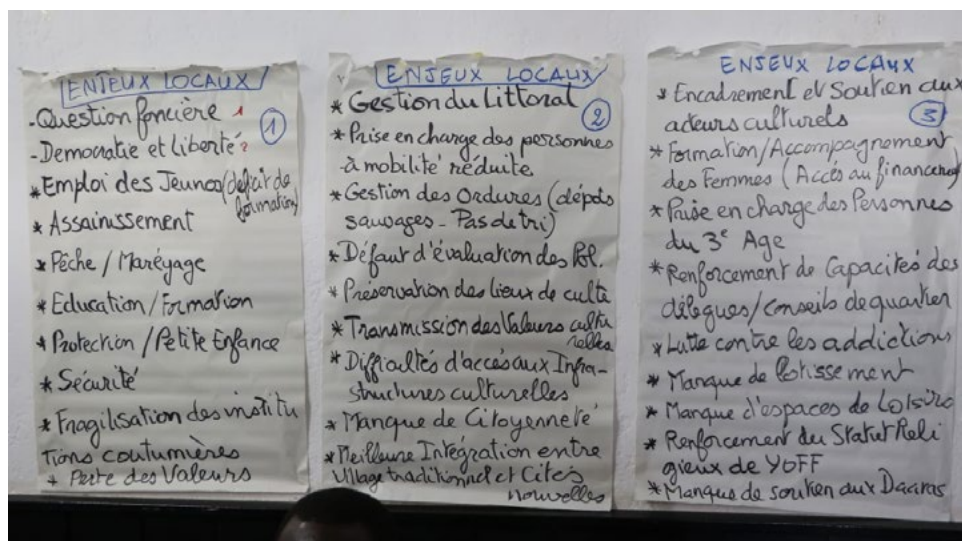 ENJEUX LOCAUX
1
-Question foncière 1
-Democratie et liberté 2
* Emploi des Jeunes (deficit de
formation)
* Assainissement
* Pêche / Maréyage
* Education / Formation
* Protection / Petite Enfance
* Sécurité
* Fragilisation des institu
tions coutumières
* Perte des Valeurs
ENJEUX LOCAUX
2
* Gestion du Littoral
* Prise en charge des personnes
à mobilité réduite.
* Gestion des Ordures (dépots
sauvages - Pas de tri)
* Défaut d'évaluation des
* Préservation des lieux de culte
* Transmission des Valeurs cultu
relles
* Difficultés d'accès aux Infra-
structures culturelles
* Manque de Citoyenneté
* Meilleure Intégration entre
Village traditionnel et Cités
nouvelles
ENJEUX LOCAUX
3
* Encadrement et Soutien aux
acteurs culturels
* Formation/Accompagnement
des Femmes (Accés au
* Prise en charge des Personnes
du 3e Age
* Renforcement de Capacités des
délegues/Conseils de quartier
* Lutte contre les addictions
* Manque de lotissement
* Manque d'espaces de Loisirs
* Renforcement du Statut Reli
gieux de YOFF
* Manque de soutien aux Daaras